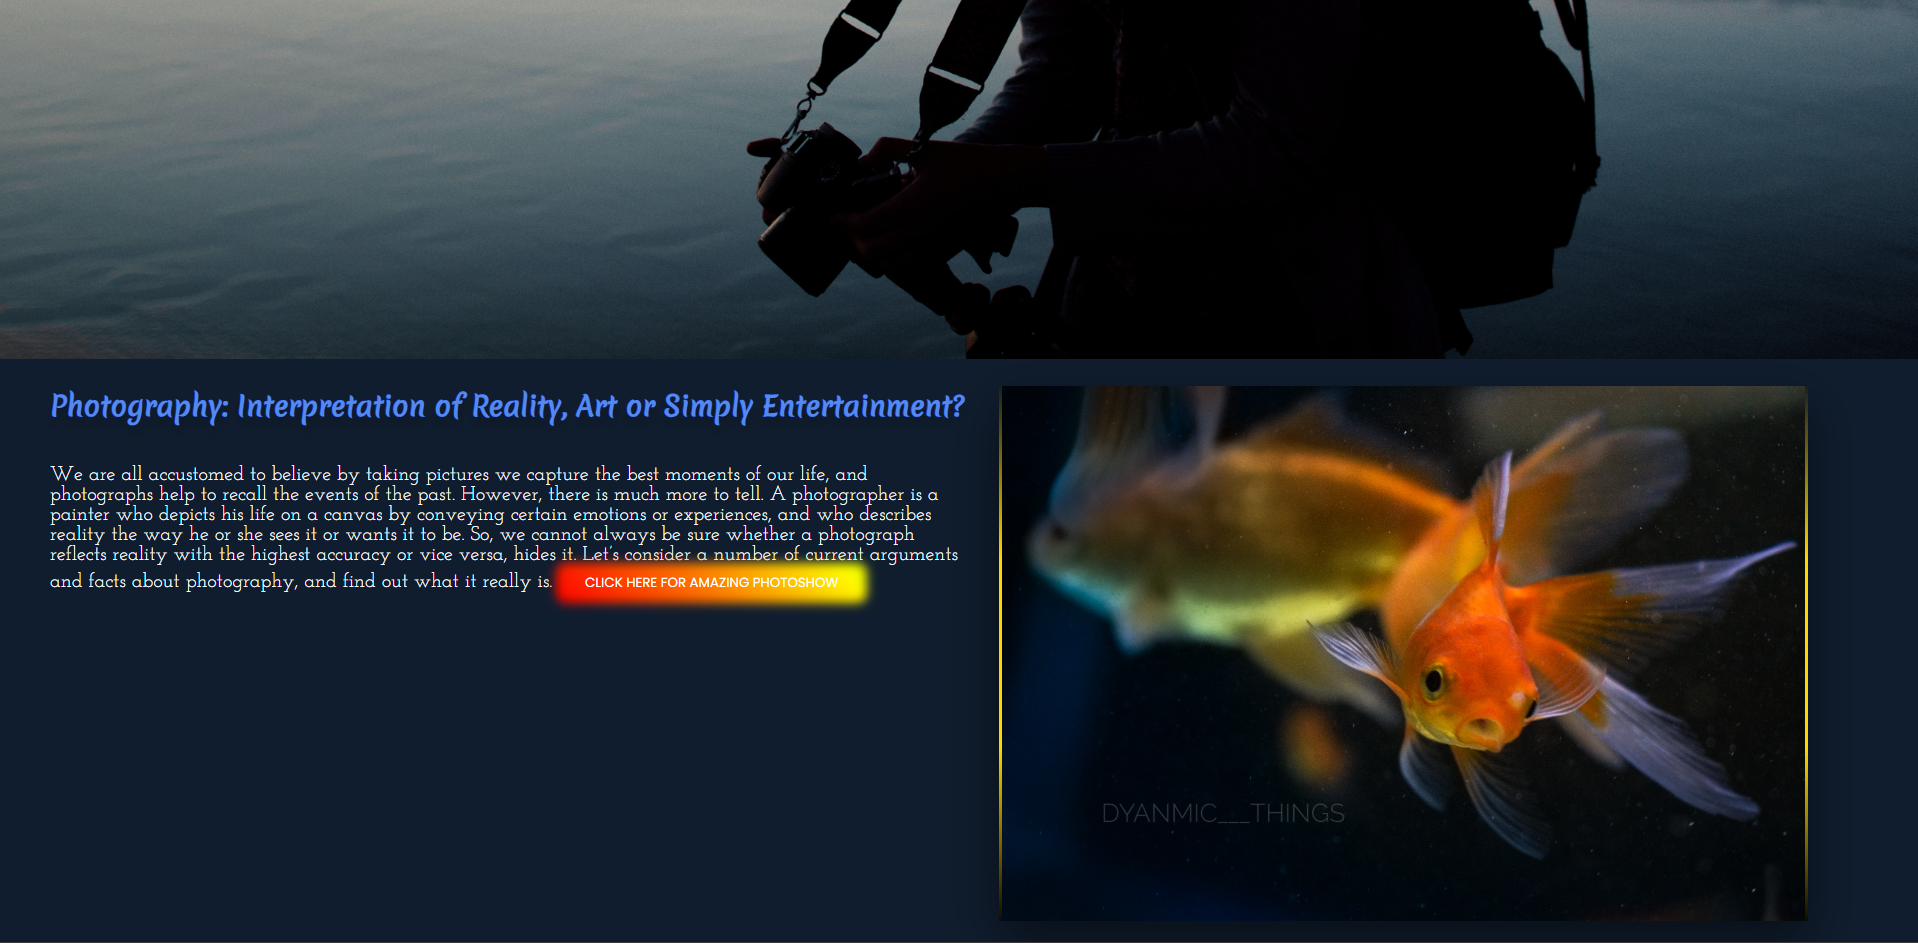 Photography: Interpretation of Reality, Art or Simply Entertainment?
We are all accustomed to believe by taking pictures we capture the best moments of our life, and
photographs help to recall the events of the past. However, there is much more to tell. A photographer is a
painter who depicts his life on a canvas by conveying certain emotions or experiences, and who describes
reality the way he or she sees it or wants it to be. So, we cannot always be sure whether a photograph
reflects reality with the highest accuracy or vice versa, hides it. Let's consider a number of current arguments
and facts about photography, and find out what it really is. CLICK HERE FOR AMAZING PHOTOSHOW
DYANMIC___THINGS